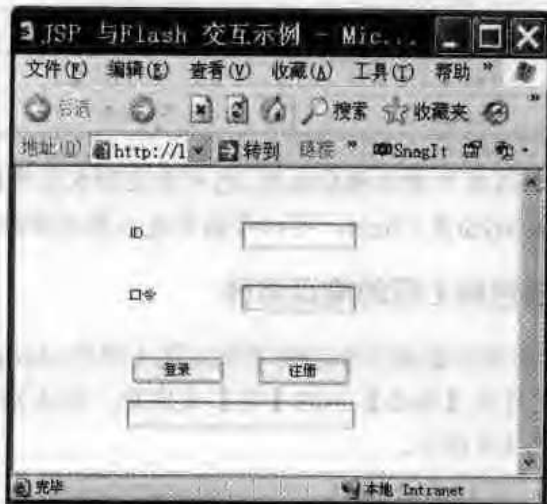 JSP 与Flash 交互示例 - Mic...
文件(F) 编辑(E) 查看(V) 收藏(A) 工具(T) 帮助 »
后退 搜索 收藏夹 »
地址(D) http://l 转到 链接 » SnagIt
ID
口令
登录 注册
完毕 本地 Intranet